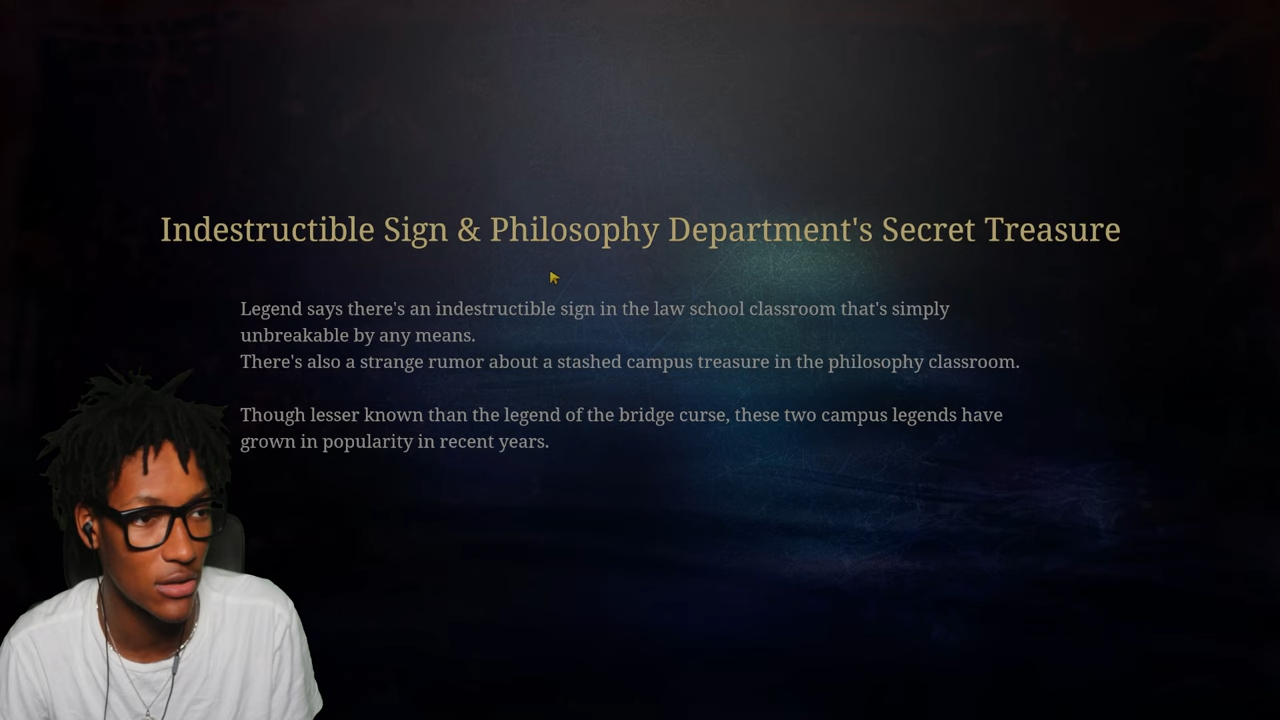 Indestructible Sign & Philosophy Department's Secret Treasure
Legend says there's an indestructible sign in the law school classroom that's simply
unbreakable by any means.
There's also a strange rumor about a stashed campus treasure in the philosophy classroom.
Though lesser known than the legend of the bridge curse, these two campus legends have
grown in popularity in recent years.